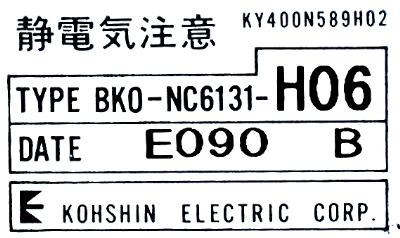 静電気注意 KY400N589H02
TYPE BKO-NC6131-H06
DATE E090 B
KOHSHIN ELECTRIC CORP.